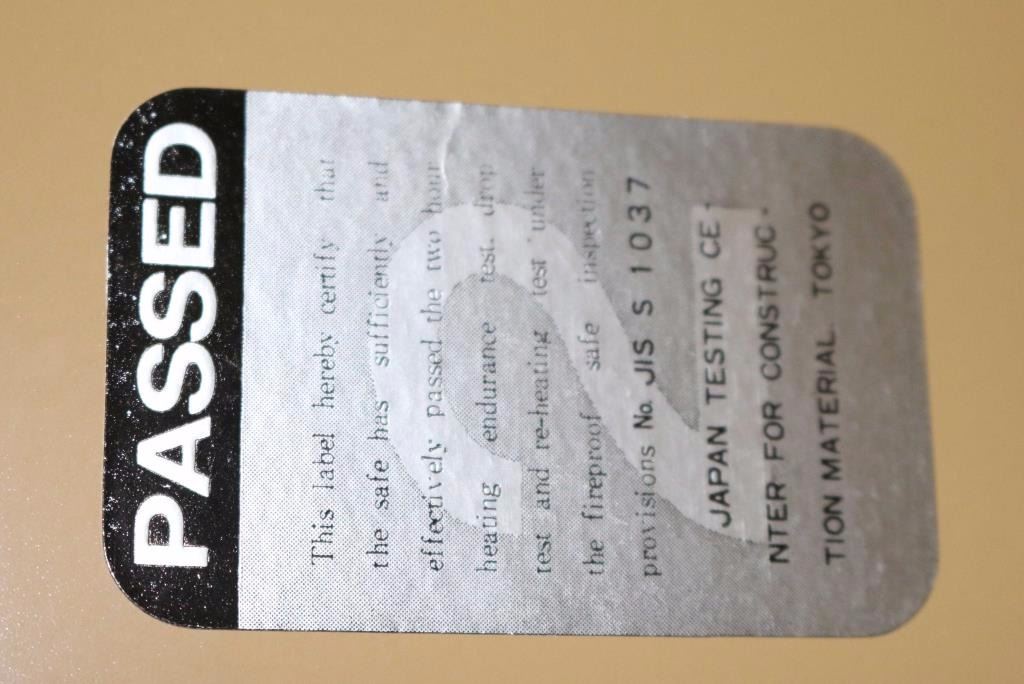 PASSED
This label hereby certify that
the safe has sufficiently and
effectively passed the two hour
heating endurance test, drop
test and re-heating test under
the fireproof safe inspection
provisions No. JIS S 1037
JAPAN TESTING CE-
NTER FOR CONSTRUC-
TION MATERIAL. TOKYO
2